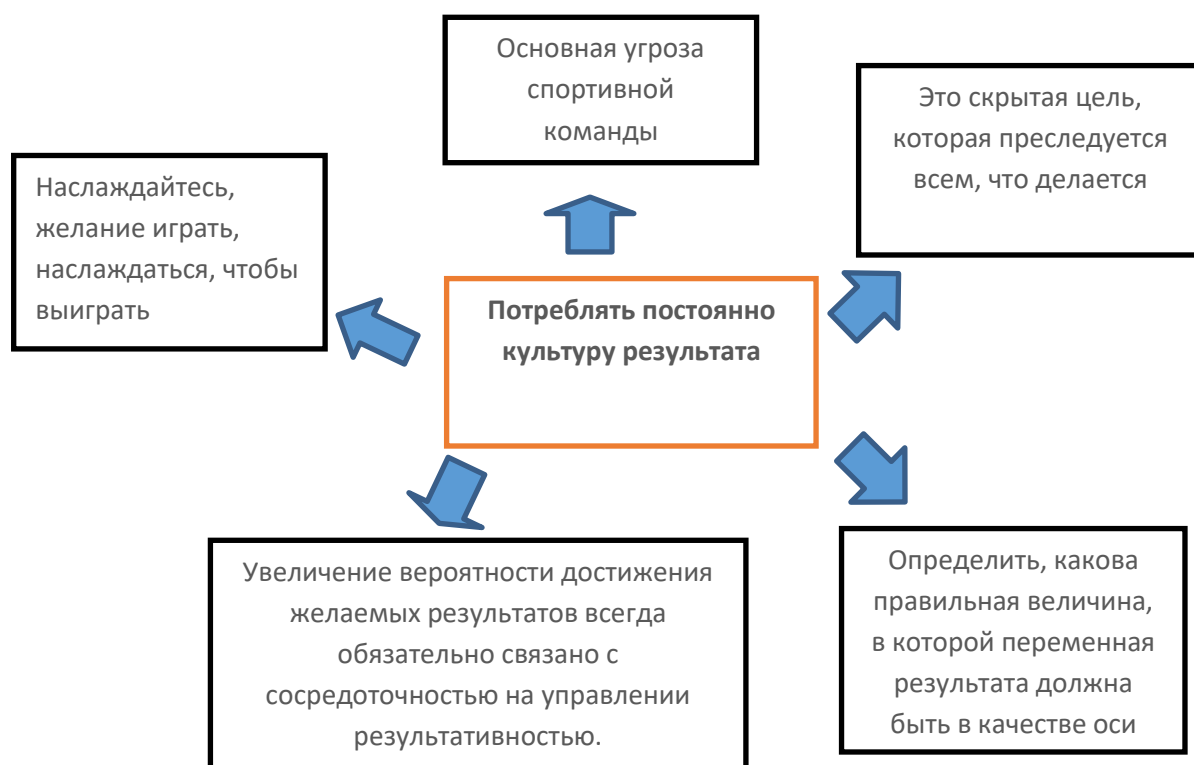 Основная угроза
спортивной
команды
Это скрытая цель,
которая преследуется
всем, что делается
Наслаждайтесь,
желание играть,
наслаждаться, чтобы
выиграть
Потреблять постоянно
культуру результата
Увеличение вероятности достижения
желаемых результатов всегда
обязательно связано с
сосредоточностью на управлении
результативностью.
Определить, какова
правильная величина,
в которой переменная
результата должна
быть в качестве оси